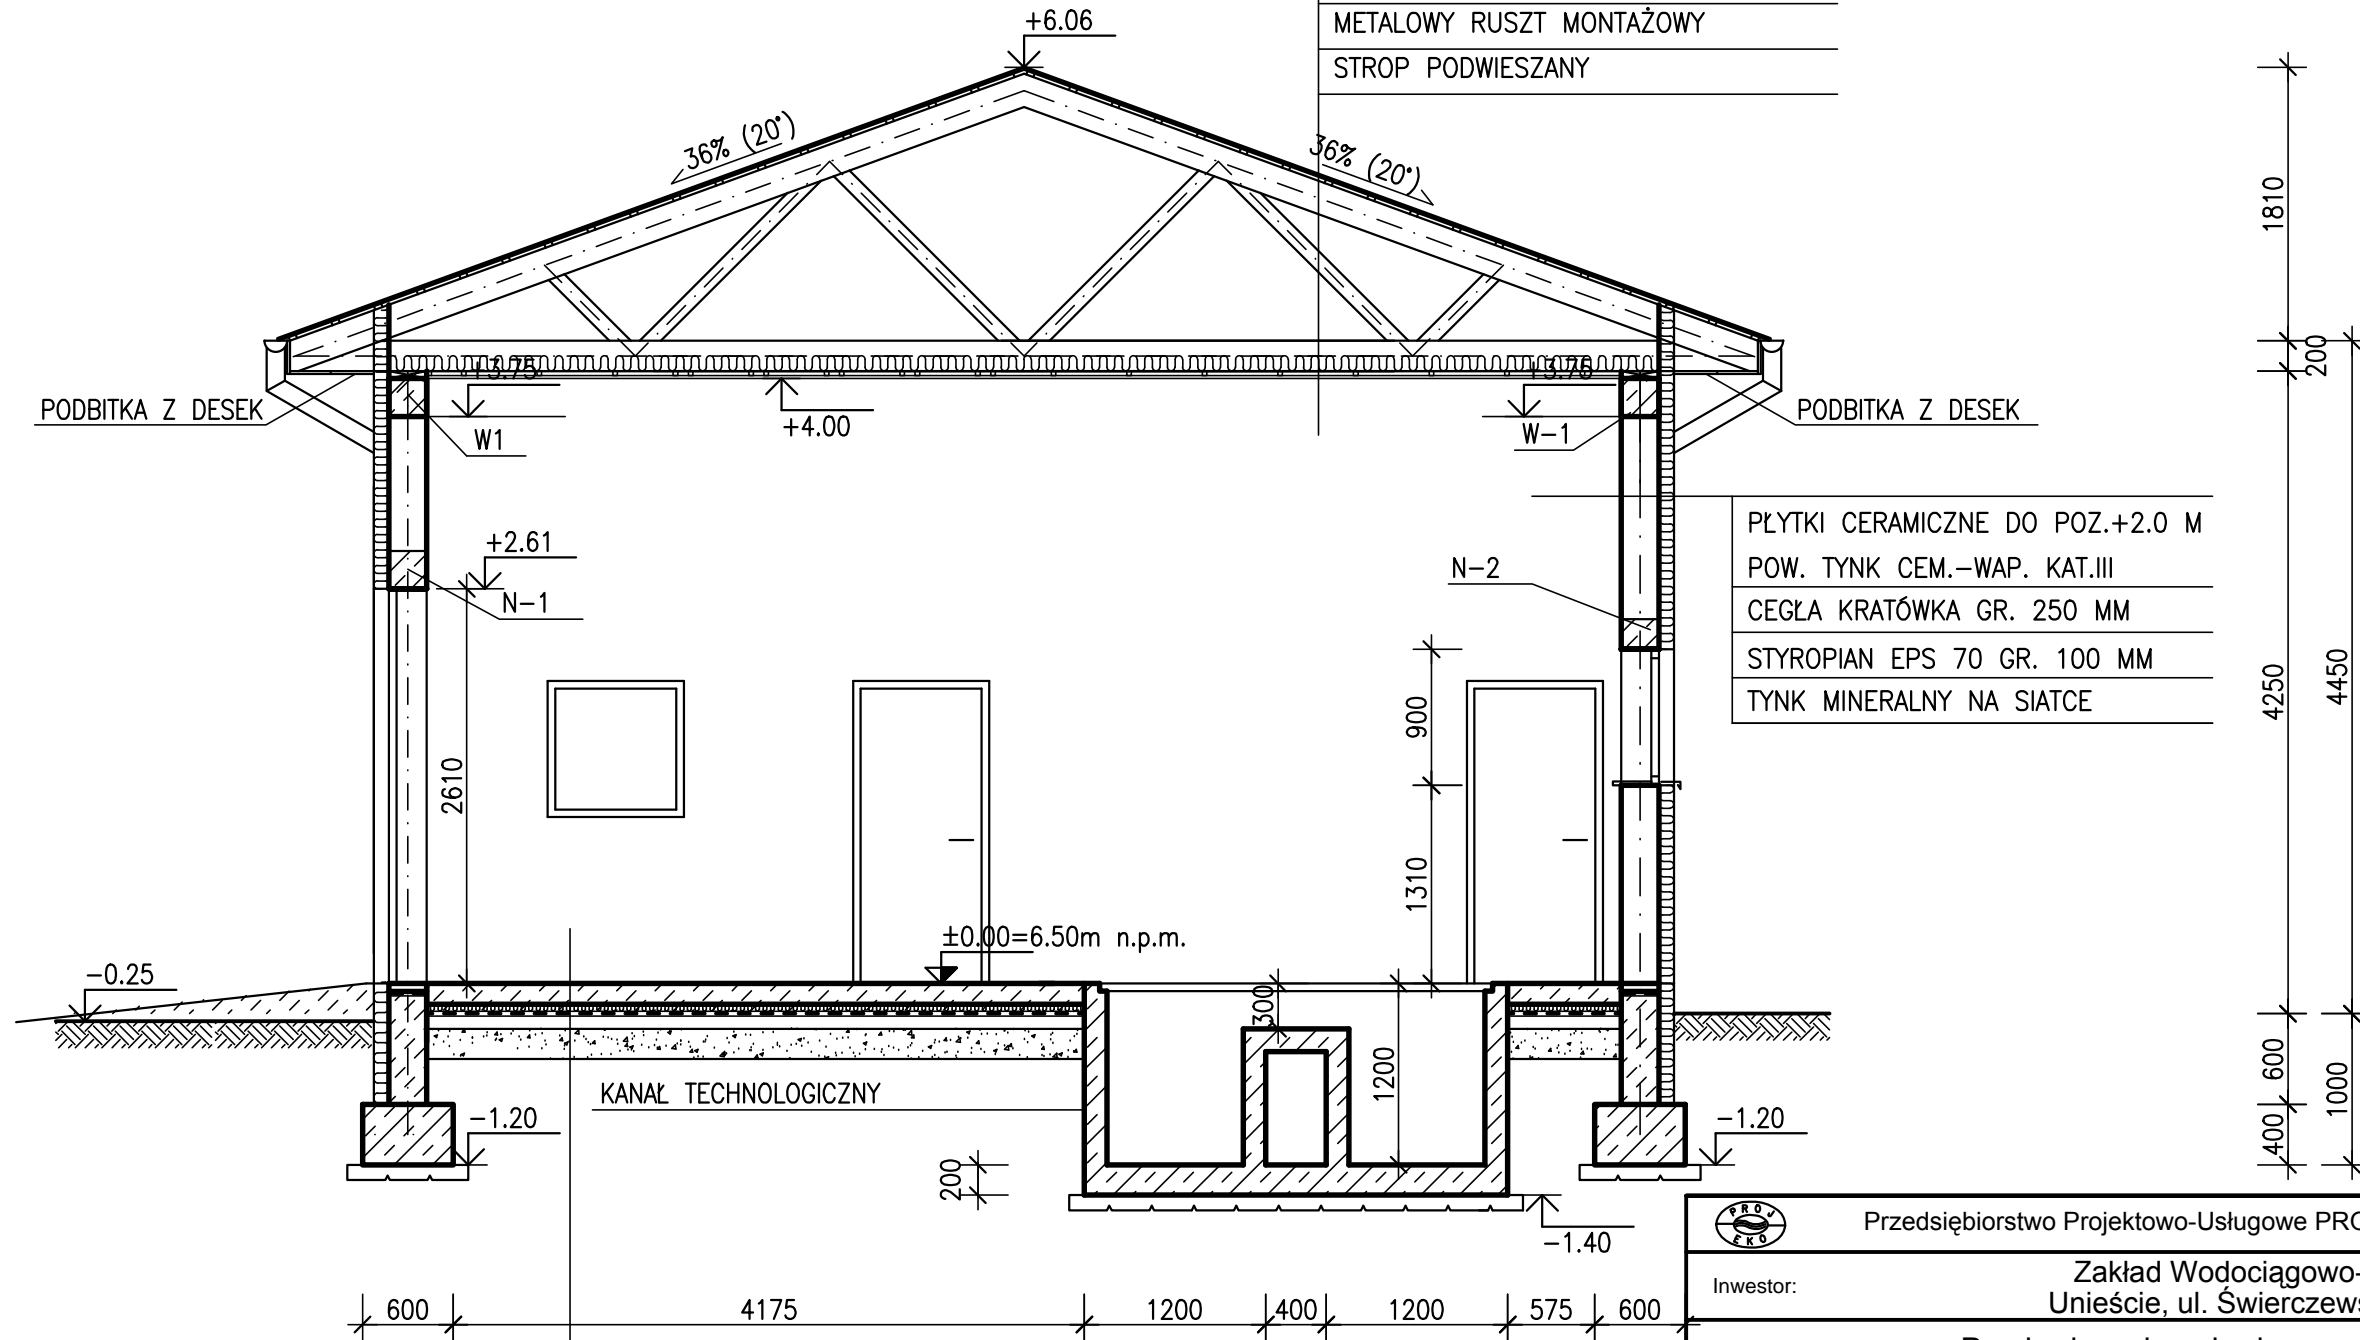 +6.06
METALOWY RUSZT MONTAŻOWY
STROP PODWIESZANY
36% (20°)
36% (20°)
1810
200
+3.75
+3.75
PODBITKA Z DESEK
+4.00
PODBITKA Z DESEK
W1
W-1
PŁYTKI CERAMICZNE DO POZ.+2.0 M
POW. TYNK CEM.-WAP. KAT.III
CEGŁA KRATÓWKA GR. 250 MM
STYROPIAN EPS 70 GR. 100 MM
TYNK MINERALNY NA SIATCE
+2.61
N-1
N-2
4250
4450
900
2610
1310
±0.00=6.50m n.p.m.
-0.25
300
1200
600
1000
400
KANAŁ TECHNOLOGICZNY
-1.20
-1.20
200
-1.40
PROJ
EKO
Przedsiębiorstwo Projektowo-Usługowe
Inwestor:
Zakład Wodociągowo-
Unieście, ul.
600
4175
1200
400
1200
575
600